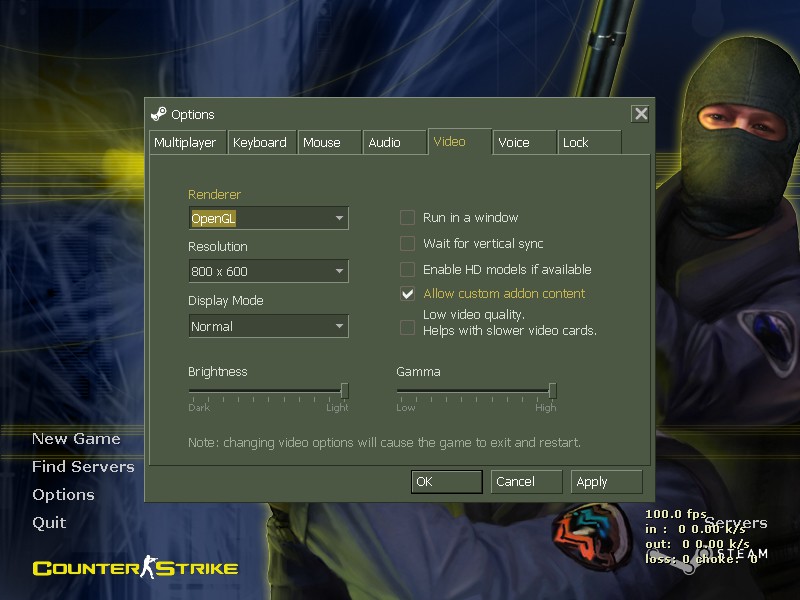 Options
Multiplayer Keyboard Mouse Audio Video Voice Lock
Renderer
OpenGL
Resolution
800 x 600
Display Mode
Normal
Run in a window
Wait for vertical sync
Enable HD models if available
Allow custom addon content
Low video quality.
Helps with slower video cards.
Brightness
Dark Light
Gamma
Low High
Note: changing video options will cause the game to exit and restart.
OK Cancel Apply
New Game
Find Servers
Options
Quit
COUNTER STRIKE
100.0 fps
Servers
in : 0 0.00 k/s
out: 0 0.00 k/s
loss: 0 choke: 0
STEAM